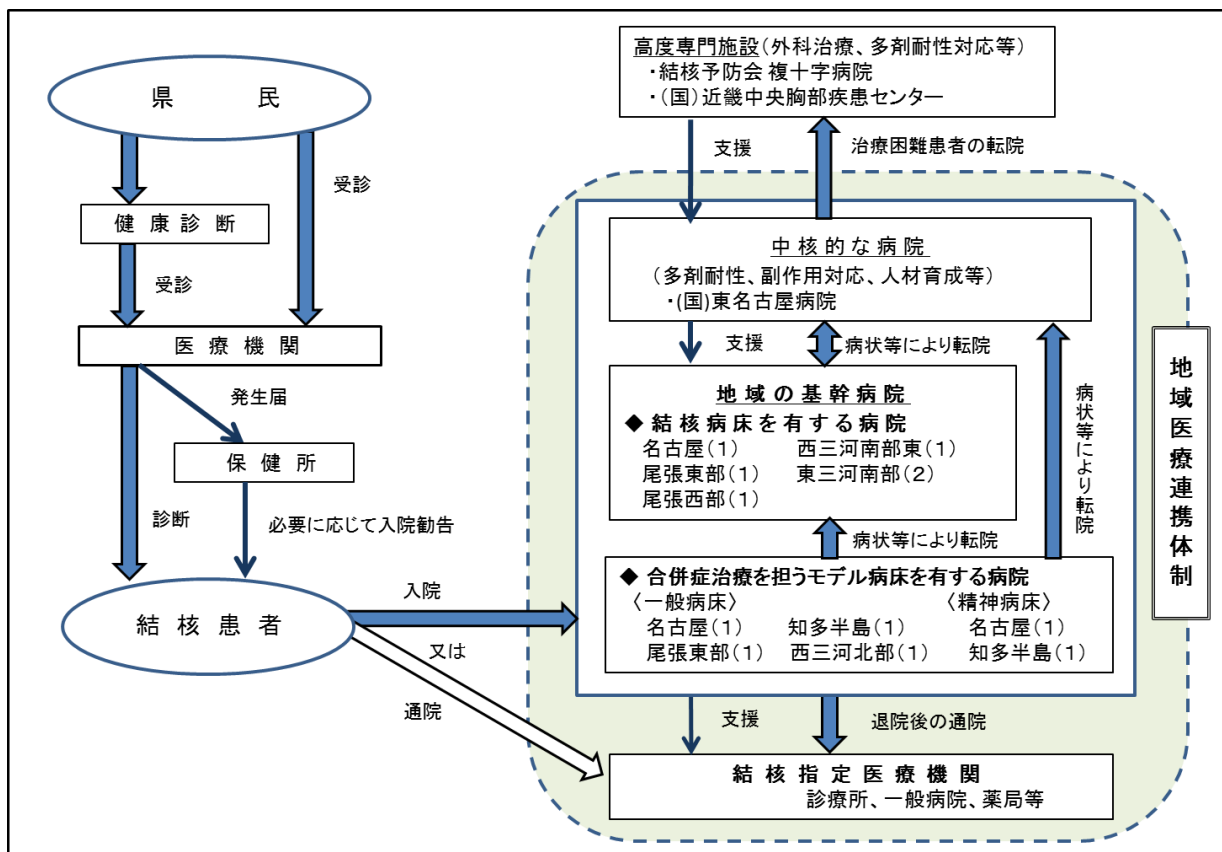 県 民
受診
健 康 診 断
受診
医 療 機 関
発生届
保 健 所
診断
必要に応じて入院勧告
結 核 患 者
入院
又は
通院
高度専門施設(外科治療、多剤耐性対応等)
・結核予防会 複十字病院
・(国)近畿中央胸部疾患センター
支援
治療困難患者の転院
中 核 的 な 病 院
(多剤耐性、副作用対応、人材育成等)
・(国)東名古屋病院
支援
病状等により転院
地 域 の 基 幹 病 院
◆ 結 核 病 床 を 有 す る 病 院
名古屋(1) 西三河南部東(1)
尾張東部(1) 東三河南部(2)
尾張西部(1)
病状等により転院
病状等により転院
◆ 合併症治療を担うモデル病床を有する病院
〈一般病床〉 〈精神病床〉
名古屋(1) 知多半島(1) 名古屋(1)
尾張東部(1) 西三河北部(1) 知多半島(1)
支援
退院後の通院
結 核 指 定 医 療 機 関
診療所、一般病院、薬局等
地域医療連携体制